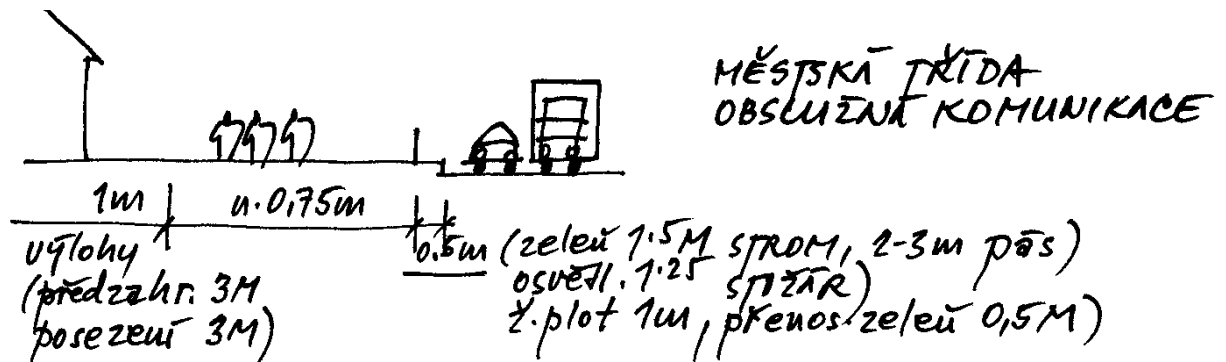 MĚSTSKÁ TŘÍDA
OBSLUŽNÁ KOMUNIKACE
1m n.0,75m
výlohy 0.5m (zeleň 1.5M STROM, 2-3m pás)
(předzahr. 3M osvětl. 1.25 STOŽÁR)
posezení 3M) ž.plot 1m, přenos.zeleň 0,5M)